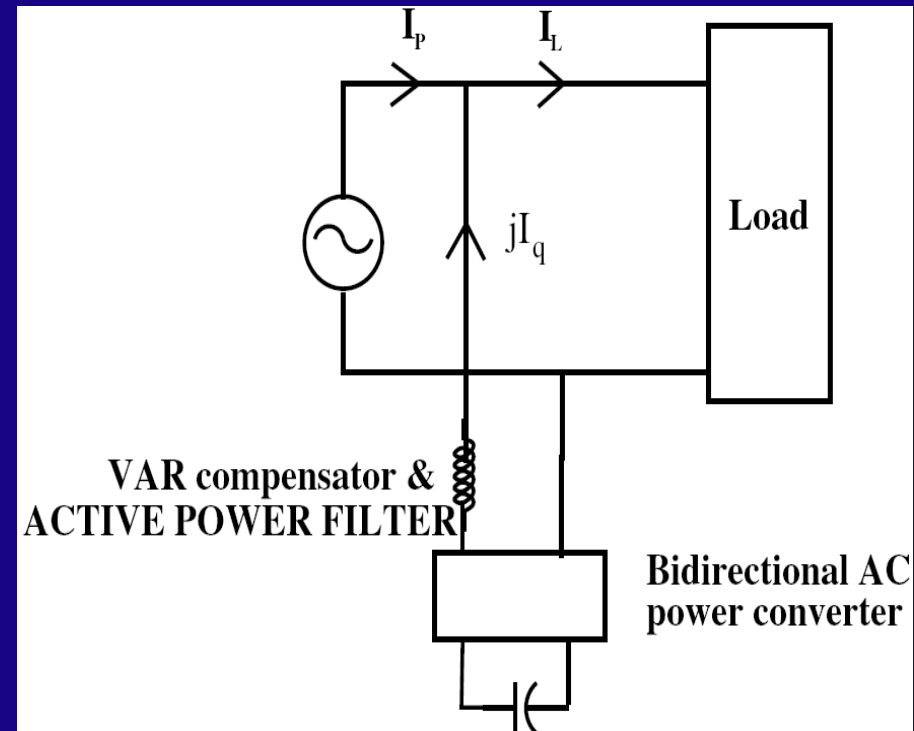 I_P
I_L
Load
jI_q
VAR compensator &
ACTIVE POWER FILTER
Bidirectional AC
power converter